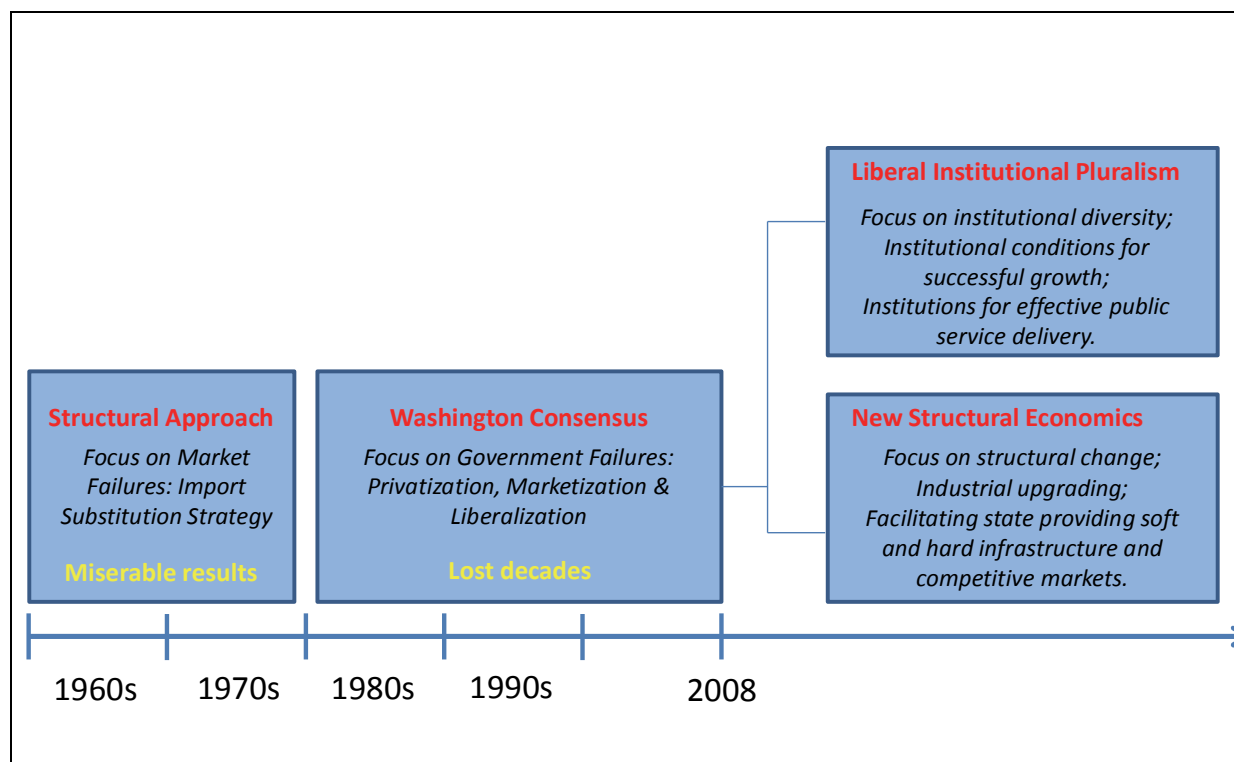 Structural Approach
Focus on Market
Failures: Import
Substitution Strategy
Miserable results
Washington Consensus
Focus on Government Failures:
Privatization, Marketization &
Liberalization
Lost decades
Liberal Institutional Pluralism
Focus on institutional diversity;
Institutional conditions for
successful growth;
Institutions for effective public
service delivery.
New Structural Economics
Focus on structural change;
Industrial upgrading;
Facilitating state providing soft
and hard infrastructure and
competitive markets.
1960s
1970s
1980s
1990s
2008